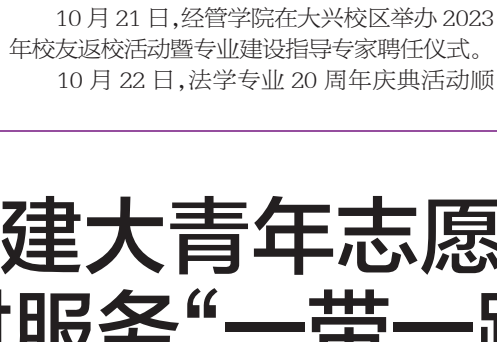 10 月 21 日，经管学院在大兴校区举办 2023
年校友返校活动暨专业建设指导专家聘任仪式。
10 月 22 日，法学专业 20 周年庆典活动顺
建大青年志愿
服务“一带一